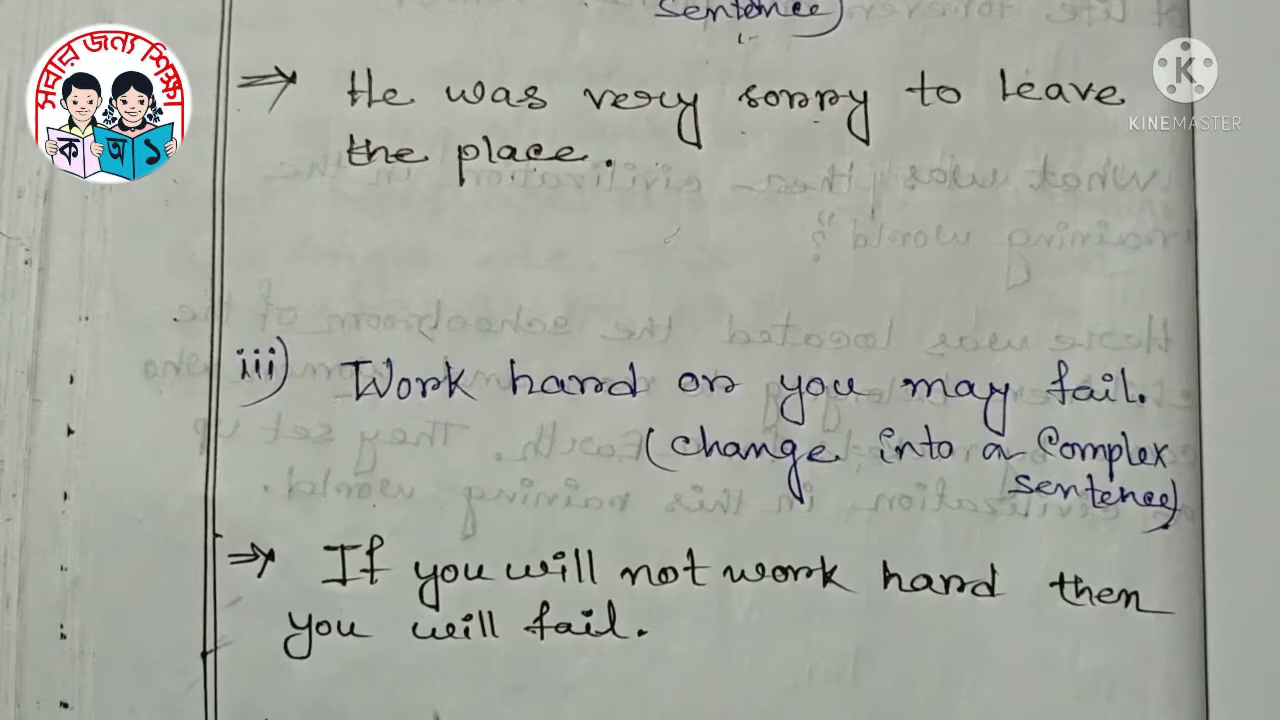 সবার জন্য শিক্ষা
ক অ ১
K
KINEMASTER
sentence)
⇒ He was very sorry to leave
the place.
iii) Work hard or you may fail.
(change into a complex
sentence)
⇒ If you will not work hard then
you will fail.